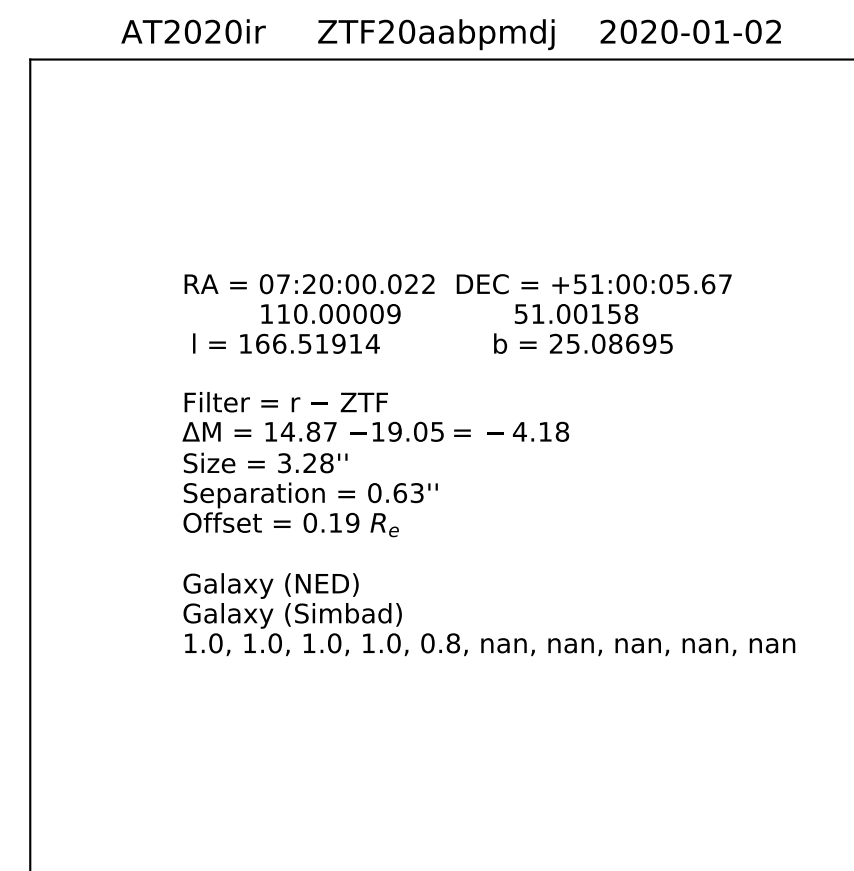 AT2020ir ZTF20aabpmdj 2020-01-02
RA = 07:20:00.022 DEC = +51:00:05.67
110.00009 51.00158
l = 166.51914 b = 25.08695
Filter = r − ZTF
ΔM = 14.87 −19.05 = − 4.18
Size = 3.28''
Separation = 0.63''
Offset = 0.19 Rₑ
Galaxy (NED)
Galaxy (Simbad)
1.0, 1.0, 1.0, 1.0, 0.8, nan, nan, nan, nan, nan